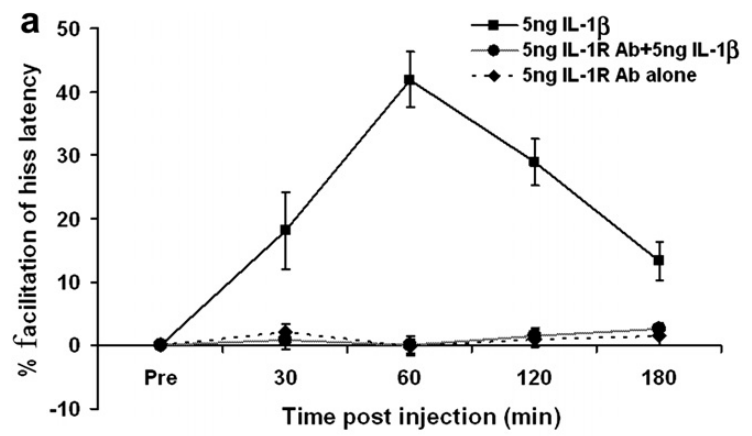 a
5ng IL-1β
5ng IL-1R Ab+5ng IL-1β
5ng IL-1R Ab alone
% facilitation of hiss latency
50
40
30
20
10
0
-10
Pre 30 60 120 180
Time post injection (min)